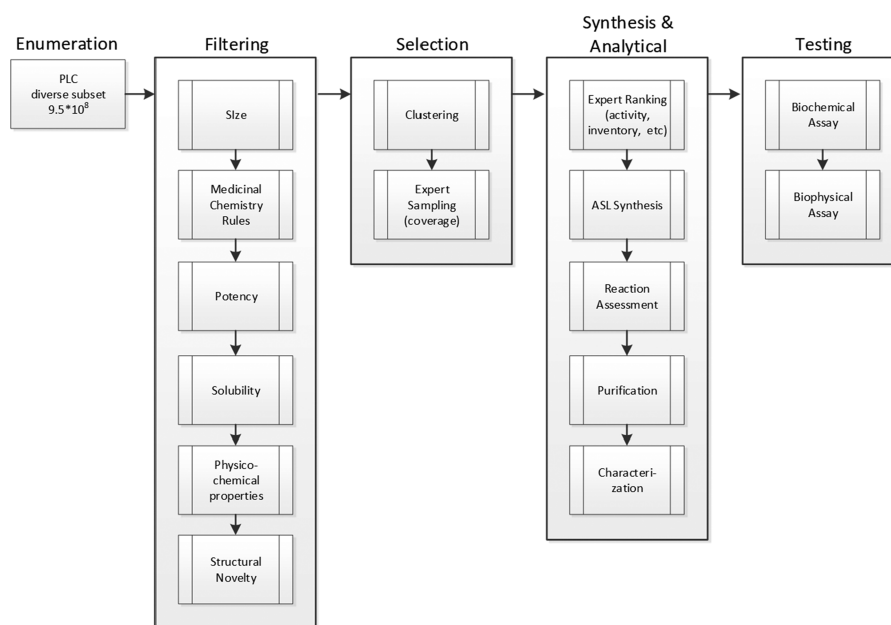 Enumeration
PLC
diverse subset
9.5*10⁸
Filtering
SIze
Medicinal
Chemistry
Rules
Potency
Solubility
Physico-
chemical
properties
Structural
Novelty
Selection
Clustering
Expert
Sampling
(coverage)
Synthesis &
Analytical
Expert Ranking
(activity,
inventory, etc)
ASL Synthesis
Reaction
Assessment
Purification
Characteri-
zation
Testing
Biochemical
Assay
Biophysical
Assay